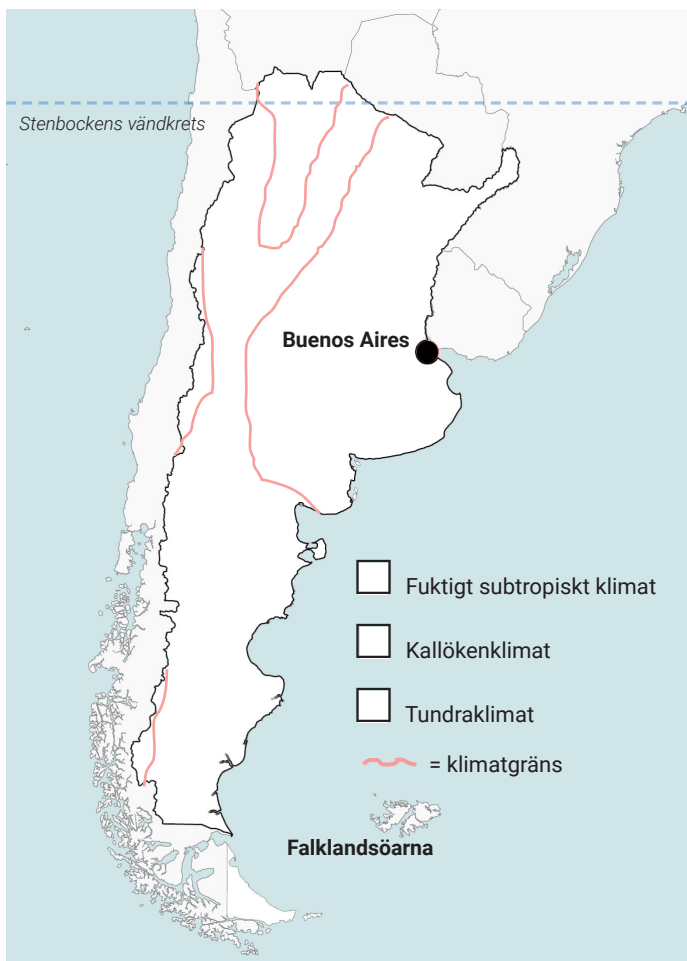 Stenbockens vändkrets
Buenos Aires
Fuktigt subtropiskt klimat
Kallökenklimat
Tundraklimat
= klimatgräns
Falklandsöarna